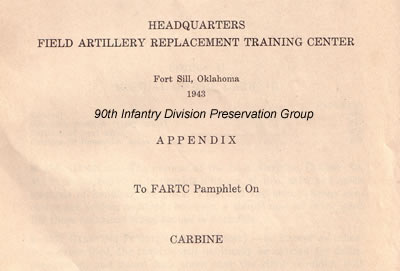 HEADQUARTERS
FIELD ARTILLERY REPLACEMENT TRAINING CENTER
Fort Sill, Oklahoma
1943
90th Infantry Division Preservation Group
APPENDIX
To FARTC Pamphlet On
CARBINE